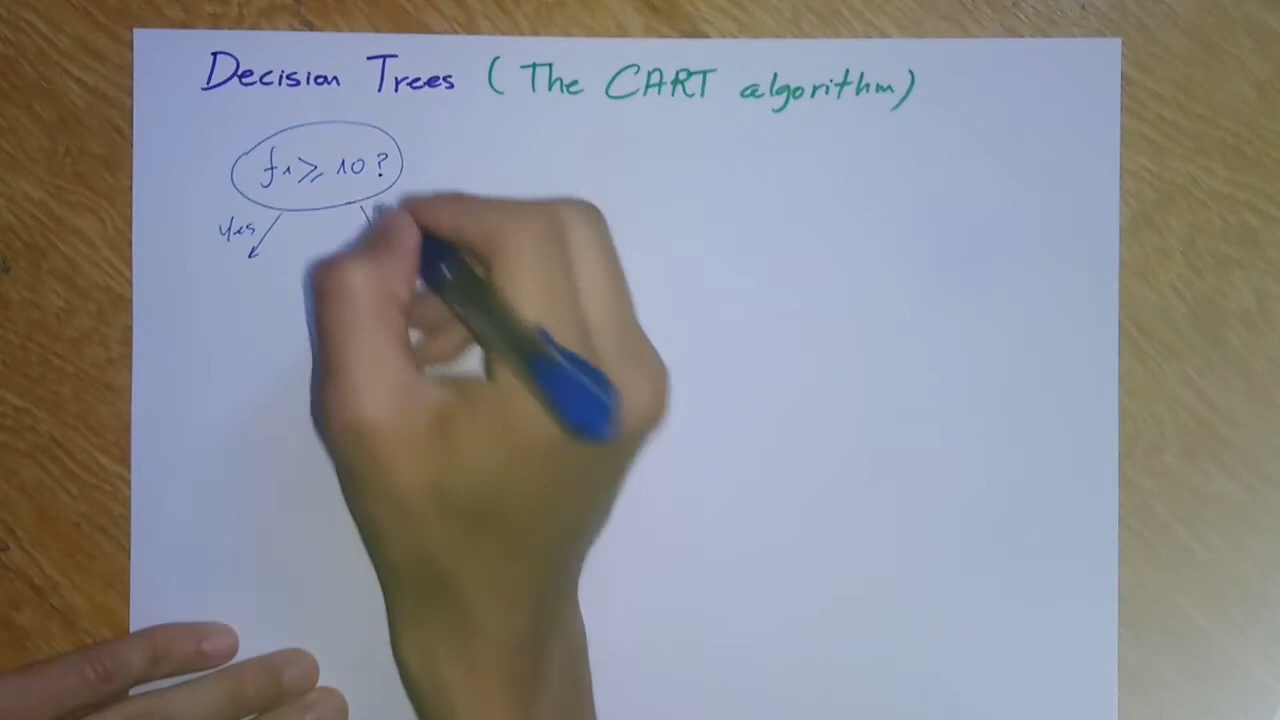 Decision Trees (The CART algorithm)
f1 ⩾ 10 ?
Yes